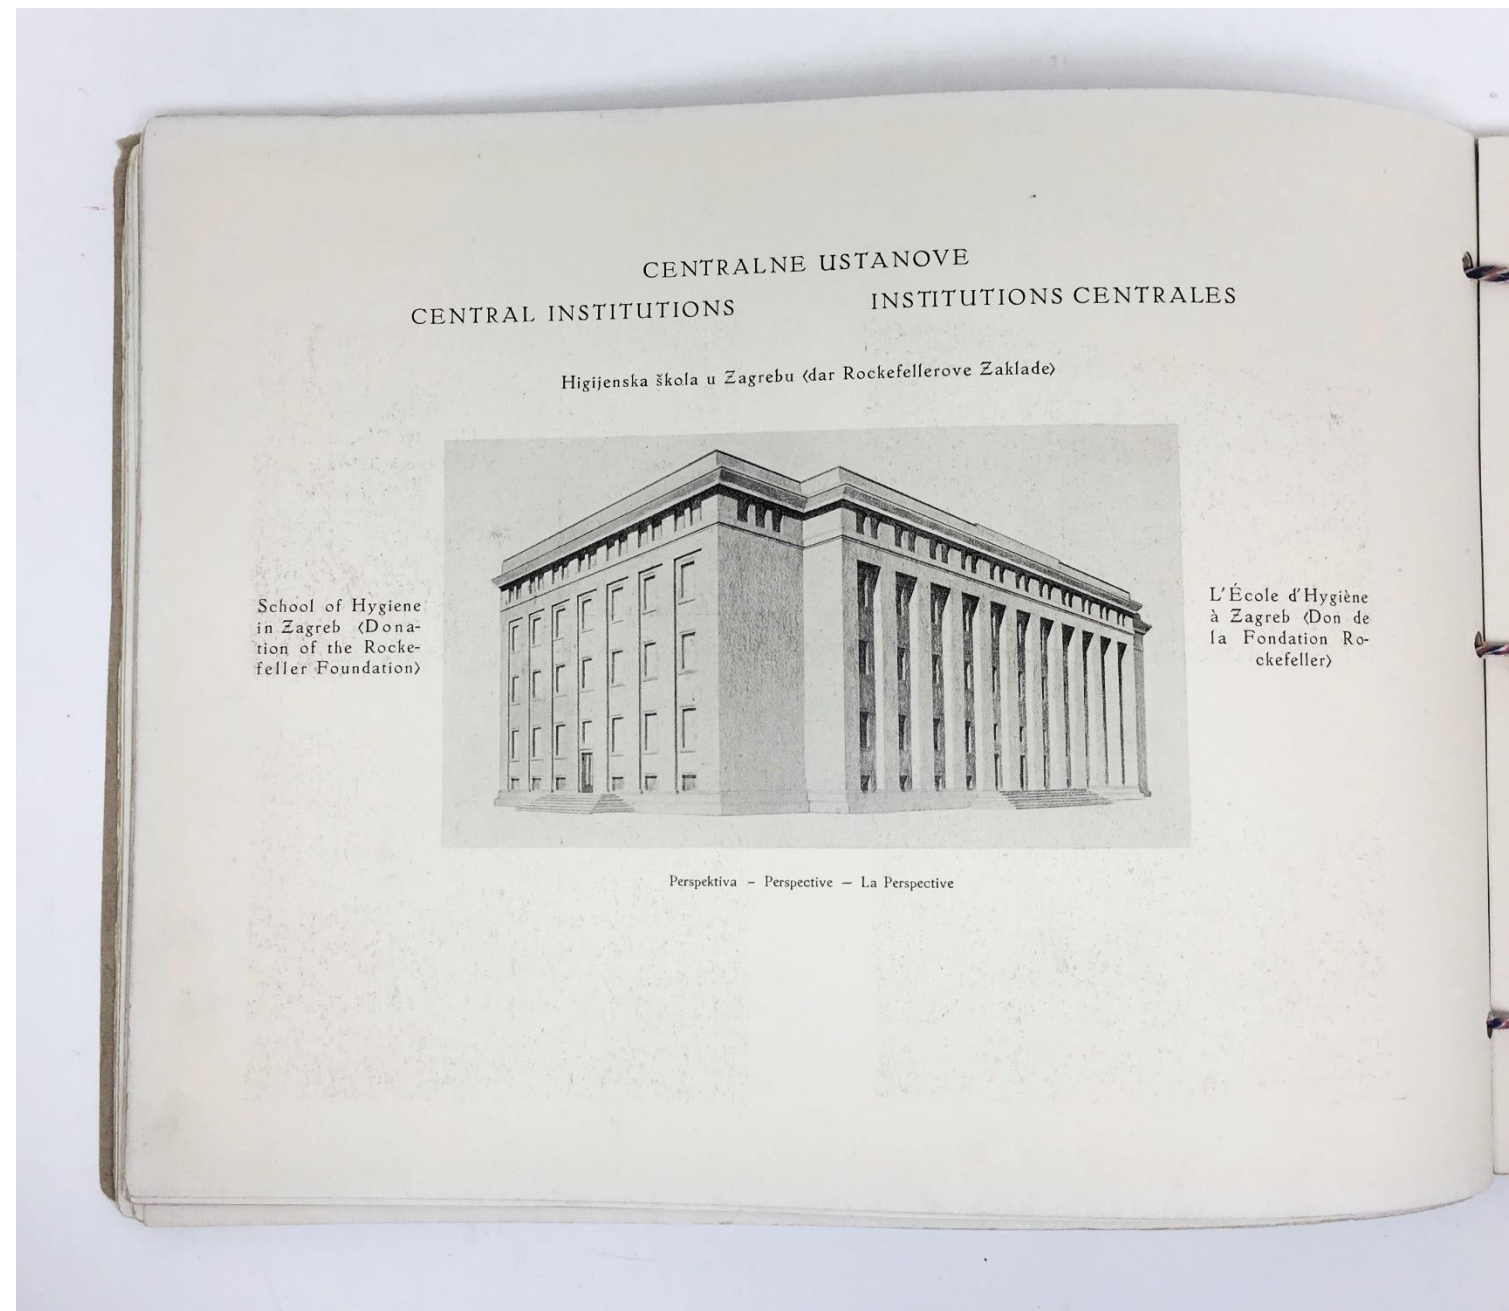 CENTRALNE USTANOVE
CENTRAL INSTITUTIONS
INSTITUTIONS CENTRALES
Higijenska škola u Zagrebu ‹dar Rockefellerove Zaklade›
School of Hygiene
in Zagreb ‹Dona-
tion of the Rocke-
feller Foundation›
L'École d'Hygiène
à Zagreb ‹Don de
la Fondation Ro-
ckefeller›
Perspektiva – Perspective — La Perspective